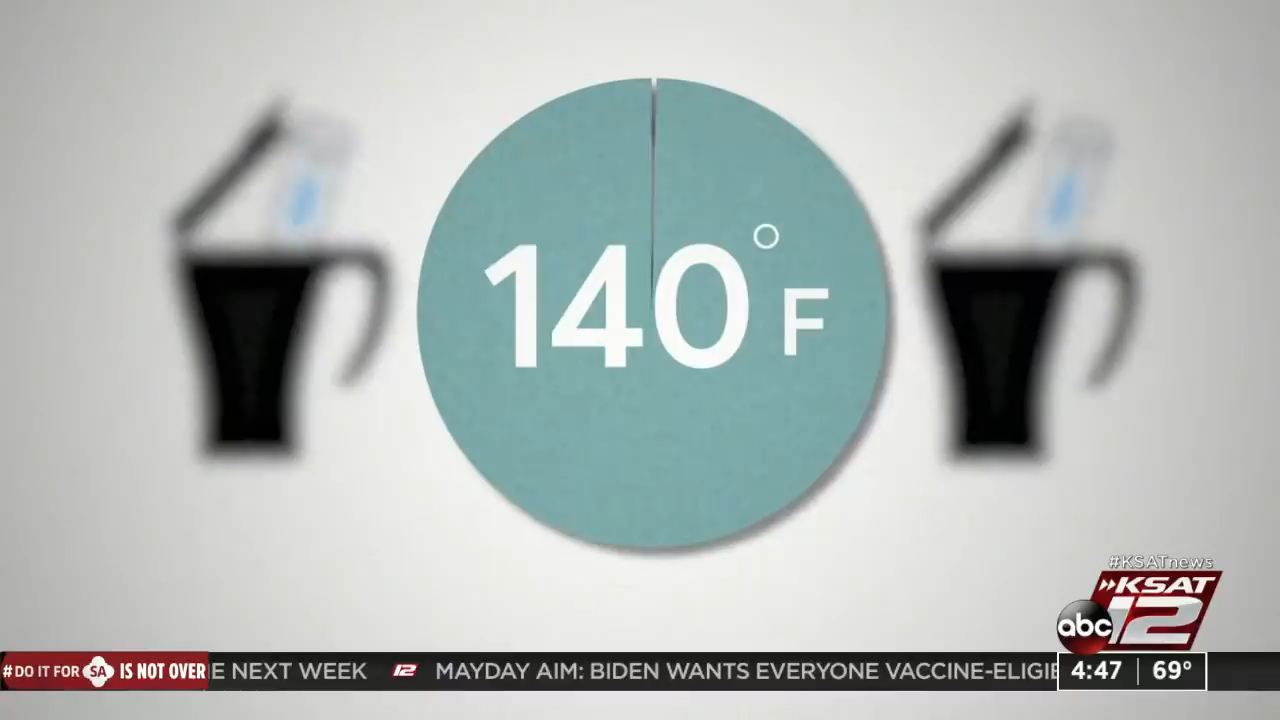 140°F
#KSATnews
KSAT
abc 12
#DO IT FOR SA IS NOT OVER
E NEXT WEEK 12 MAYDAY AIM: BIDEN WANTS EVERYONE VACCINE-ELIGI
4:47 69°